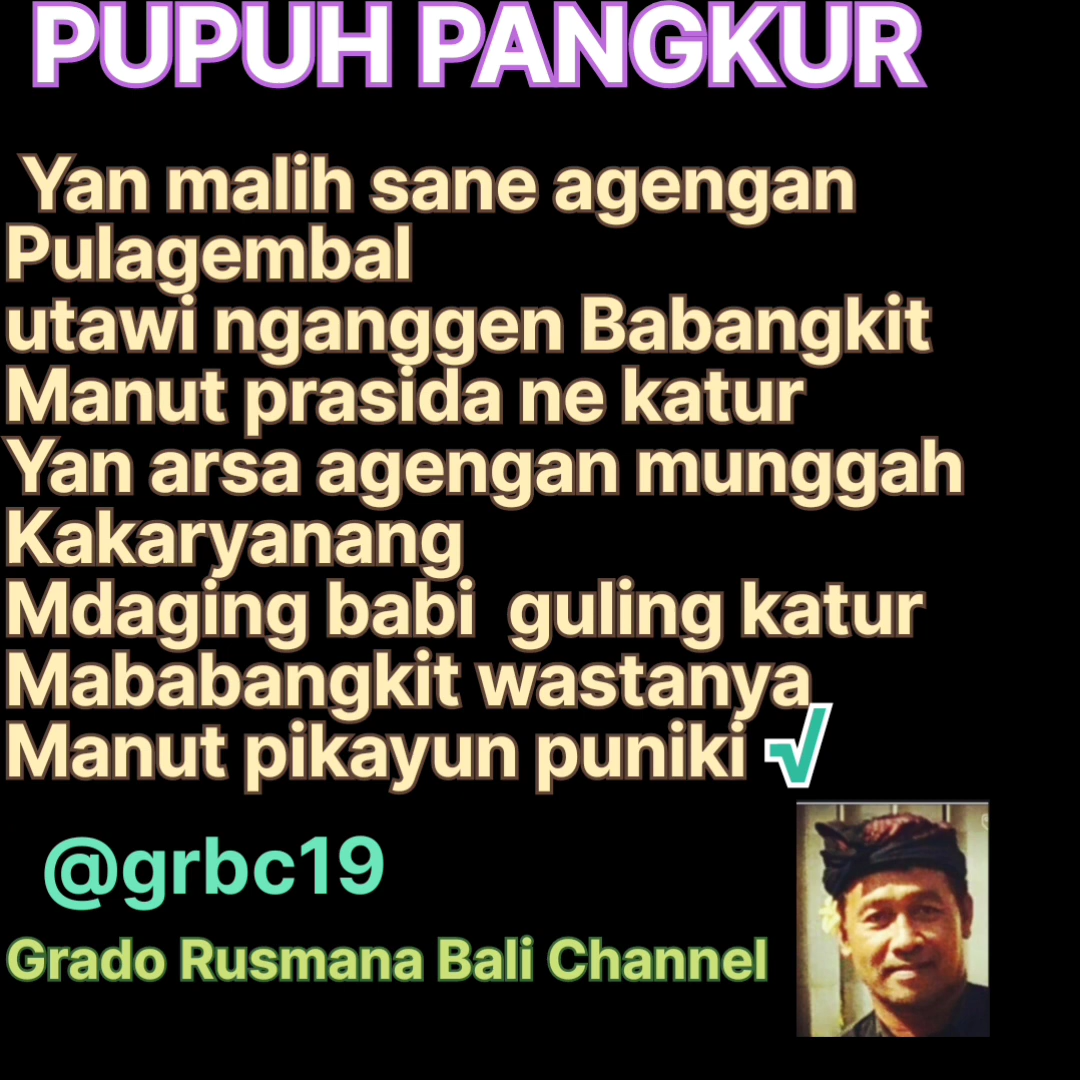 PUPUH PANGKUR
Yan malih sane agengan
Pulagembal
utawi nganggen Babangkit
Manut prasida ne katur
Yan arsa agengan munggah
Kakaryanang
Mdaging babi guling katur
Mababangkit wastanya
Manut pikayun puniki √
@grbc19
Grado Rusmana Bali Channel